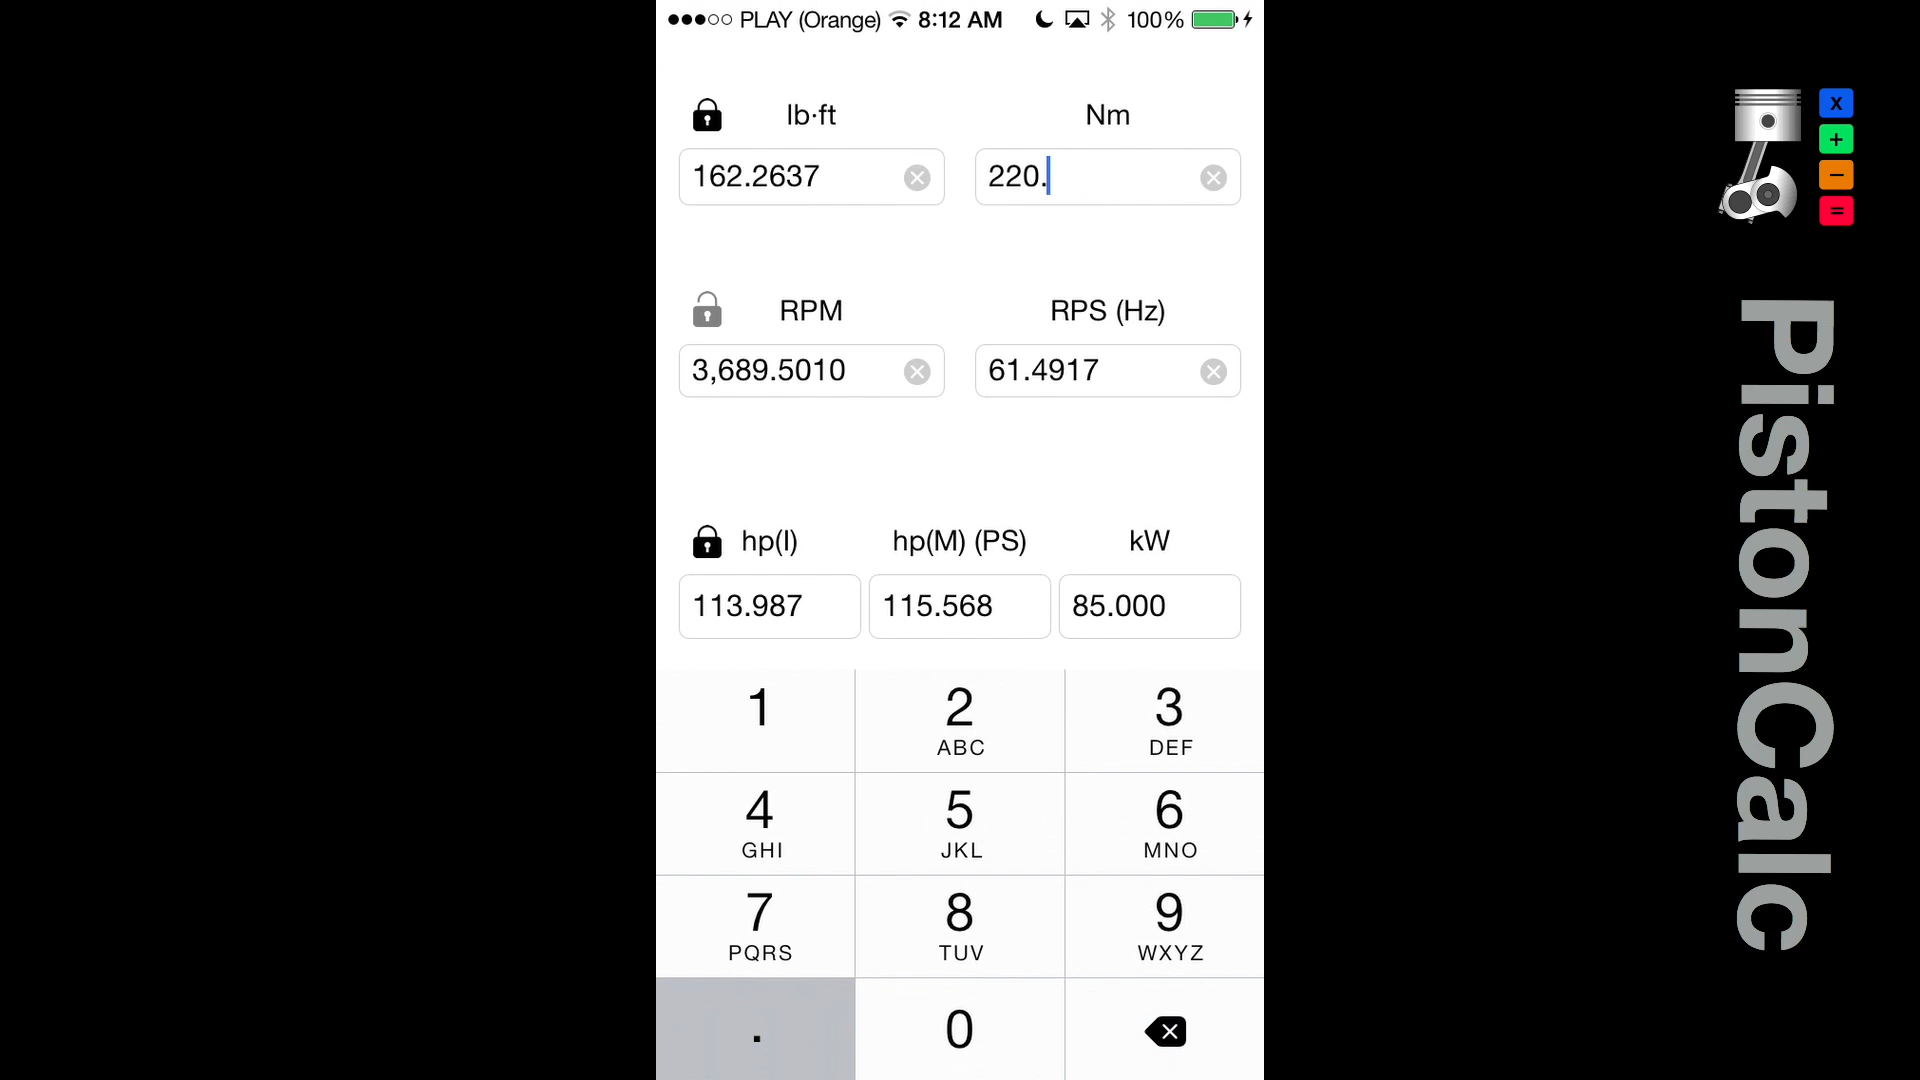 PLAY (Orange) 8:12 AM 100%
lb·ft Nm
162.2637 220.
RPM RPS (Hz)
3,689.5010 61.4917
hp(I) hp(M) (PS) kW
113.987 115.568 85.000
1 2 3
ABC DEF
4 5 6
GHI JKL MNO
7 8 9
PQRS TUV WXYZ
. 0
x
+
−
=
PistonCalc